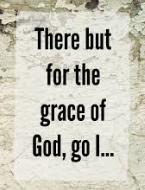 There but
for the
grace of
God, go I...